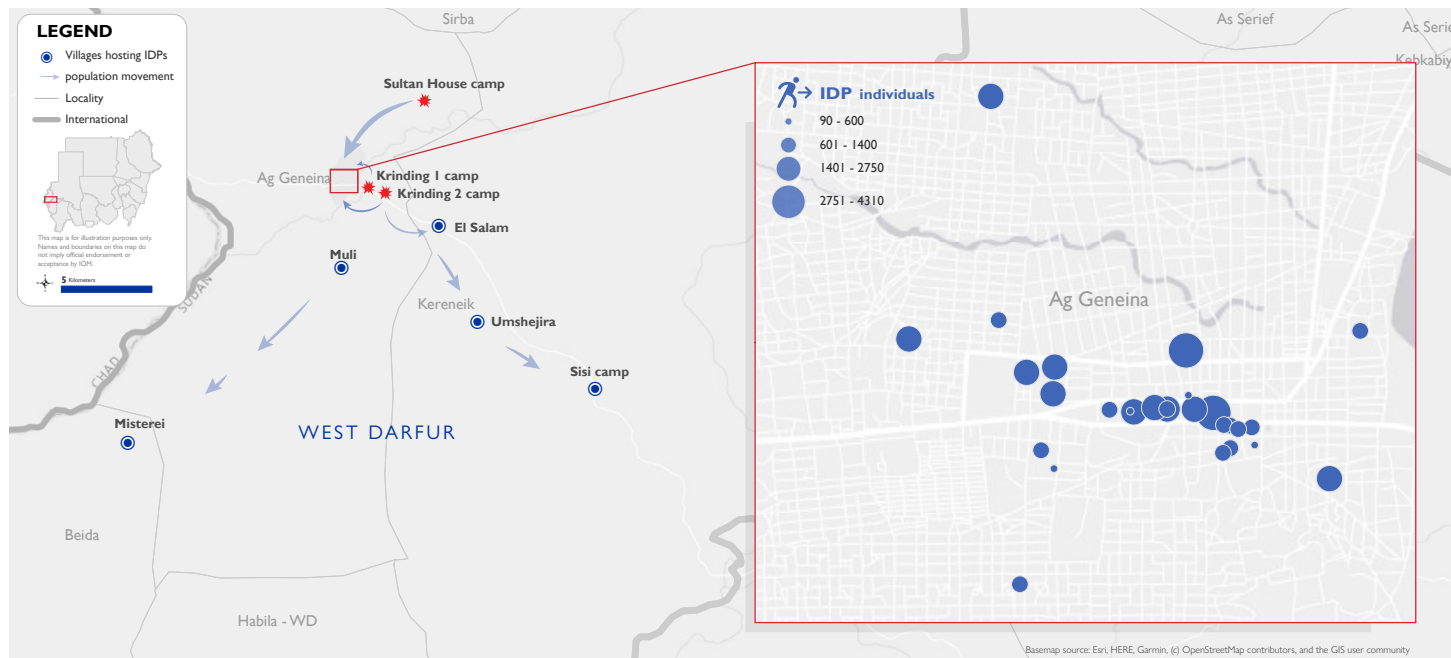 LEGEND
Villages hosting IDPs
population movement
Locality
International
This map is for illustration purposes only.
Names and boundaries on this map do
not imply official endorsement or
acceptance by IOM.
5 Kilometers
Sirba
As Serief
As Serie
Kebkabiy
Sultan House camp
Ag Geneina
Krinding 1 camp
Krinding 2 camp
El Salam
Muli
Kereneik
Umshejira
Sisi camp
SUDAN
CHAD
Misterei
WEST DARFUR
Beida
Habila - WD
IDP individuals
90 - 600
601 - 1400
1401 - 2750
2751 - 4310
Ag Geneina
Basemap source: Esri, HERE, Garmin, (c) OpenStreetMap contributors, and the GIS user community